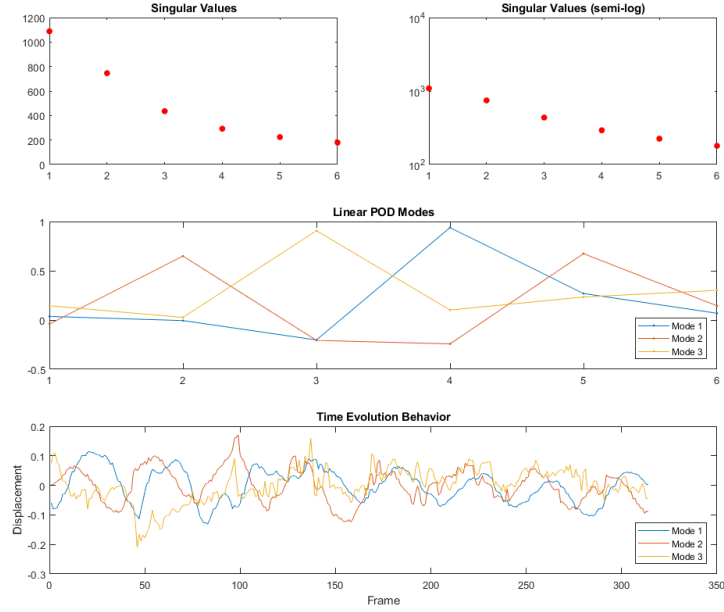 Singular Values
1200
1000
800
600
400
200
0
1 2 3 4 5 6
Singular Values (semi-log)
10^4
10^3
10^2
1 2 3 4 5 6
Linear POD Modes
1
0.5
0
-0.5
1 2 3 4 5 6
Mode 1
Mode 2
Mode 3
Time Evolution Behavior
Displacement
0.2
0.1
0
-0.1
-0.2
-0.3
0 50 100 150 200 250 300 350
Frame
Mode 1
Mode 2
Mode 3